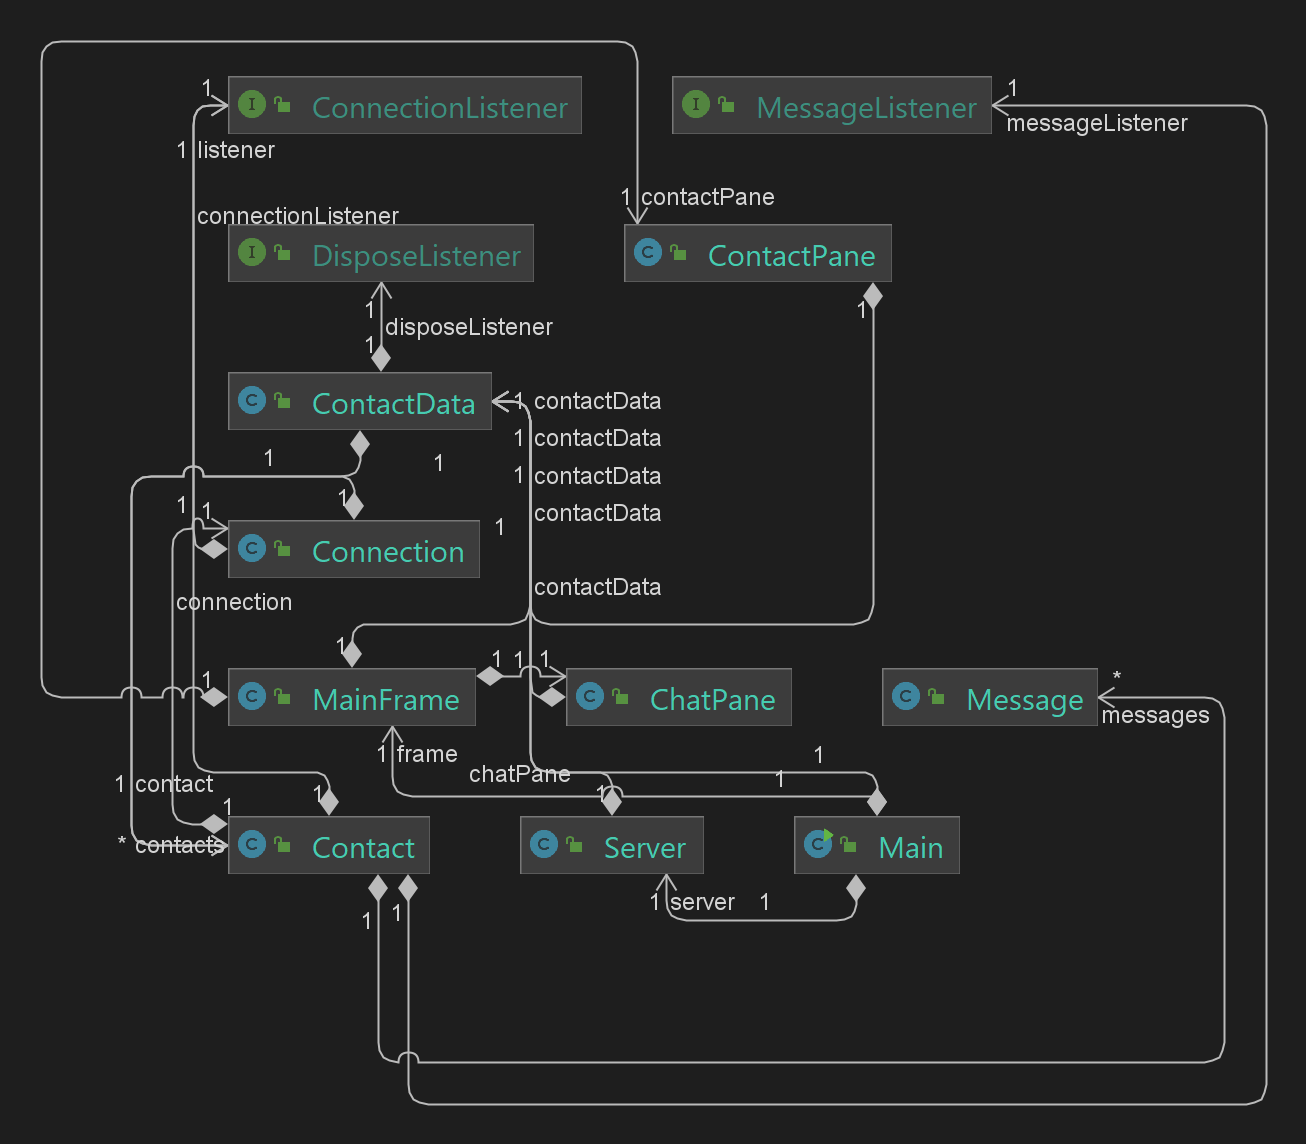 1
I ConnectionListener
I MessageListener
1
messageListener
1 listener
1 contactPane
connectionListener
I DisposeListener
C ContactPane
1
1
disposeListener
1
C ContactData
1 contactData
1 contactData
1
1
1 contactData
1
1
1
contactData
1
C Connection
contactData
connection
1
1
1
1
1
C MainFrame
C ChatPane
C Message
*
messages
1 frame
1
chatPane
1
1 contact
1
1
1
* contacts
C Contact
C Server
C Main
1
1
1 server
1